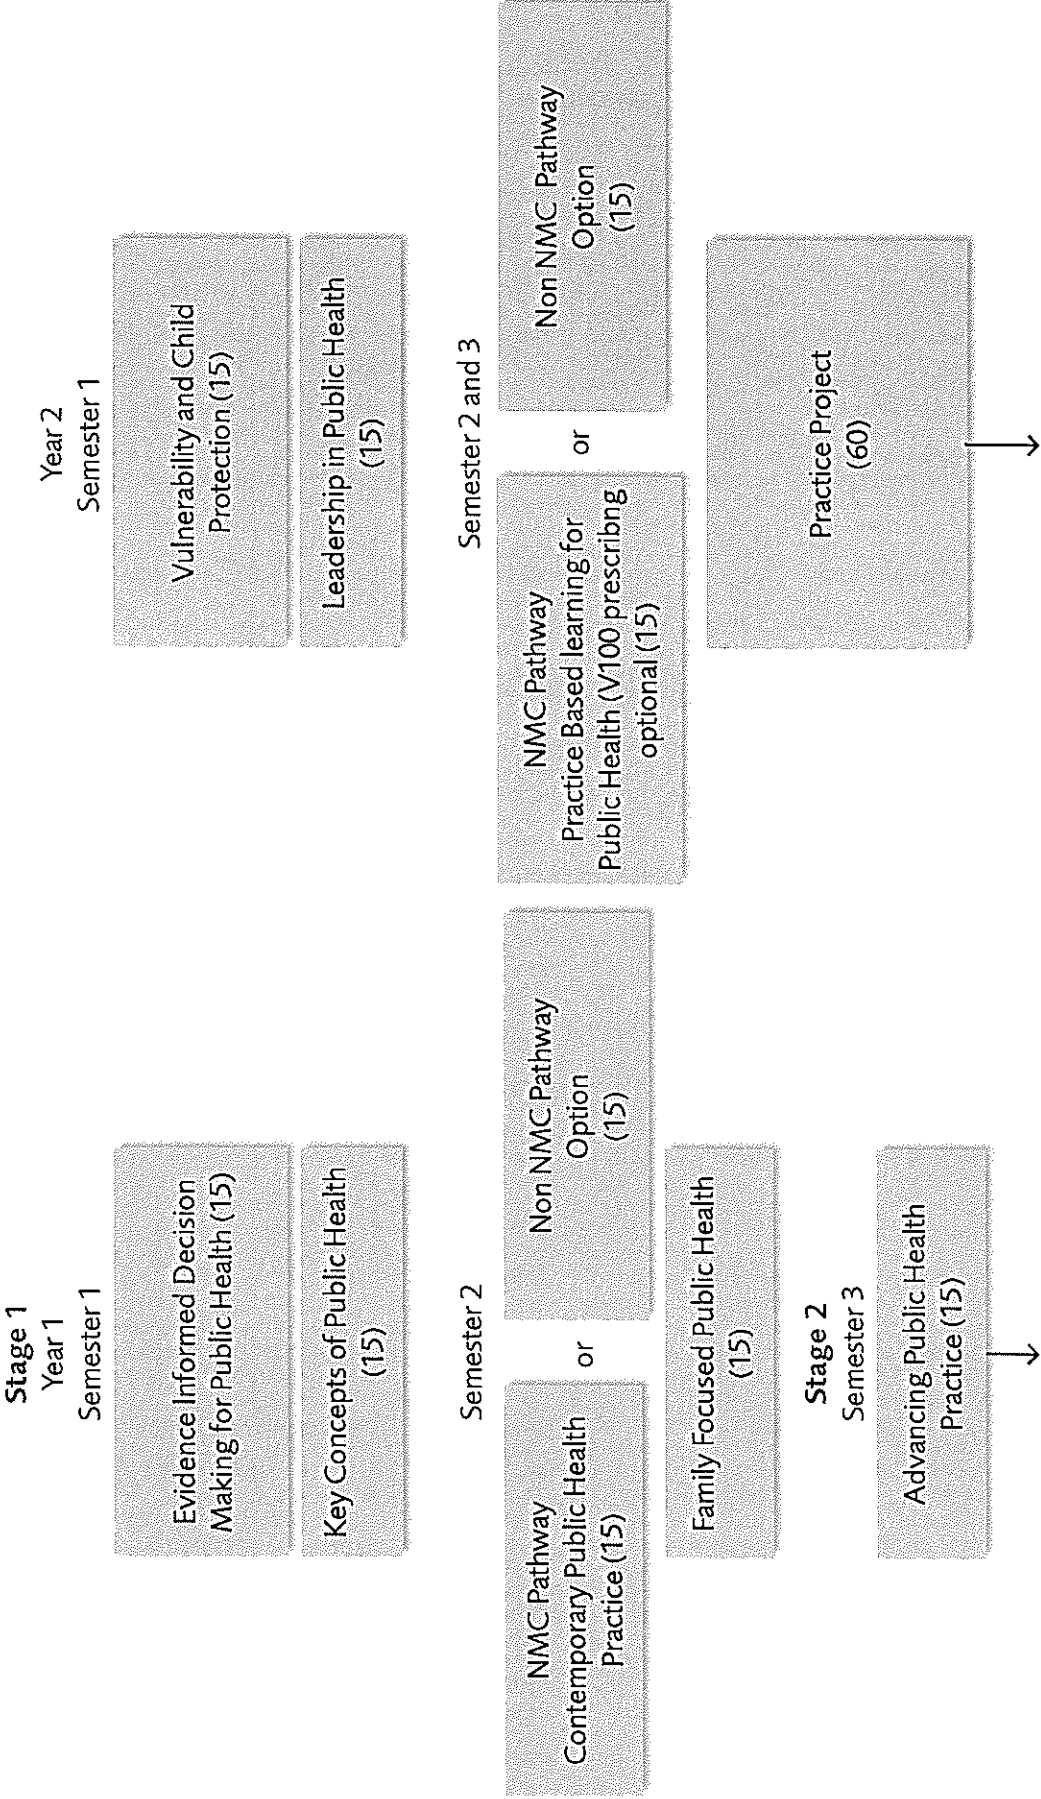 Stage 1
Year 1
Semester 1
Evidence Informed Decision
Making for Public Health (15)
Key Concepts of Public Health
(15)
Semester 2
NMC Pathway
Contemporary Public Health
Practice (15)
or
Non NMC Pathway
Option
(15)
Family Focused Public Health
(15)
Stage 2
Semester 3
Advancing Public Health
Practice (15)
Year 2
Semester 1
Vulnerability and Child
Protection (15)
Leadership in Public Health
(15)
Semester 2 and 3
NMC Pathway
Practice Based learning for
Public Health (V100 prescribng
optional (15)
or
Non NMC Pathway
Option
(15)
Practice Project
(60)